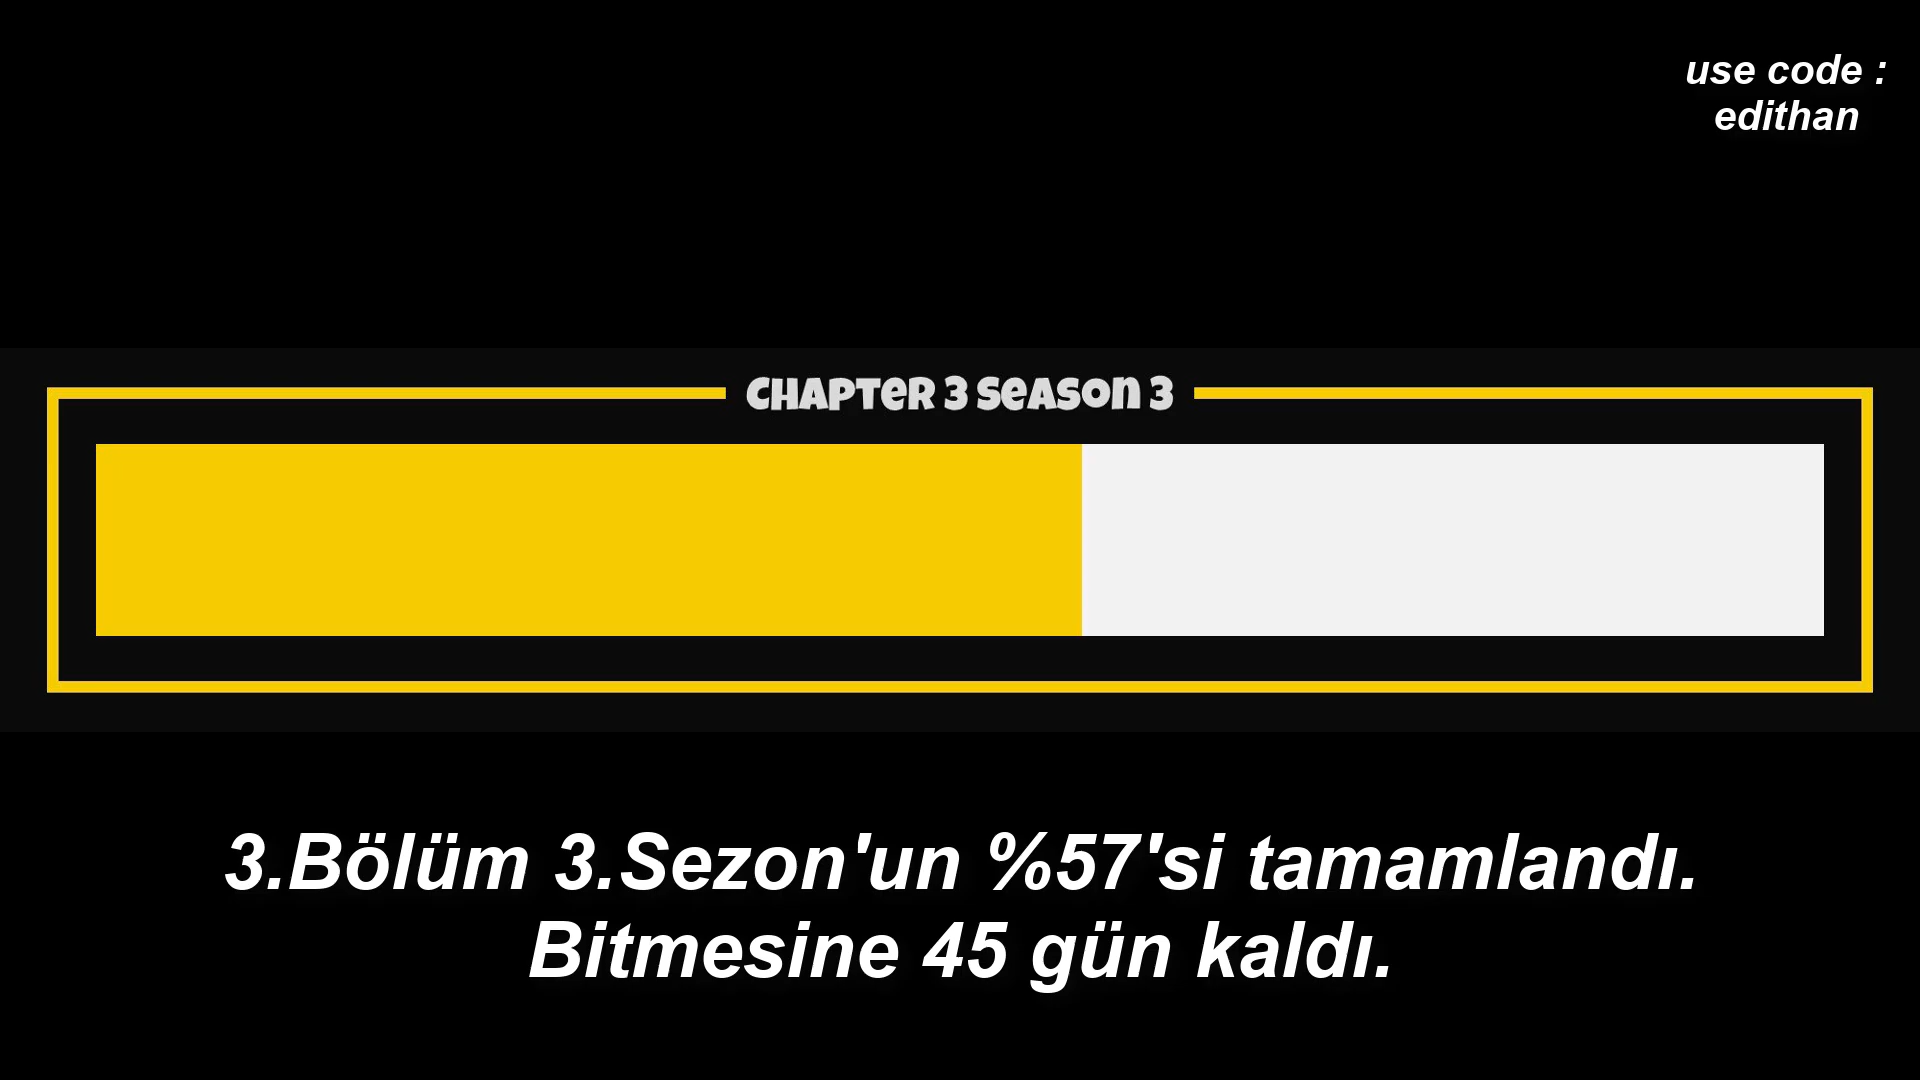 use code :
edithan
CHAPTER 3 SEASON 3
3.Bölüm 3.Sezon'un %57'si tamamlandı.
Bitmesine 45 gün kaldı.